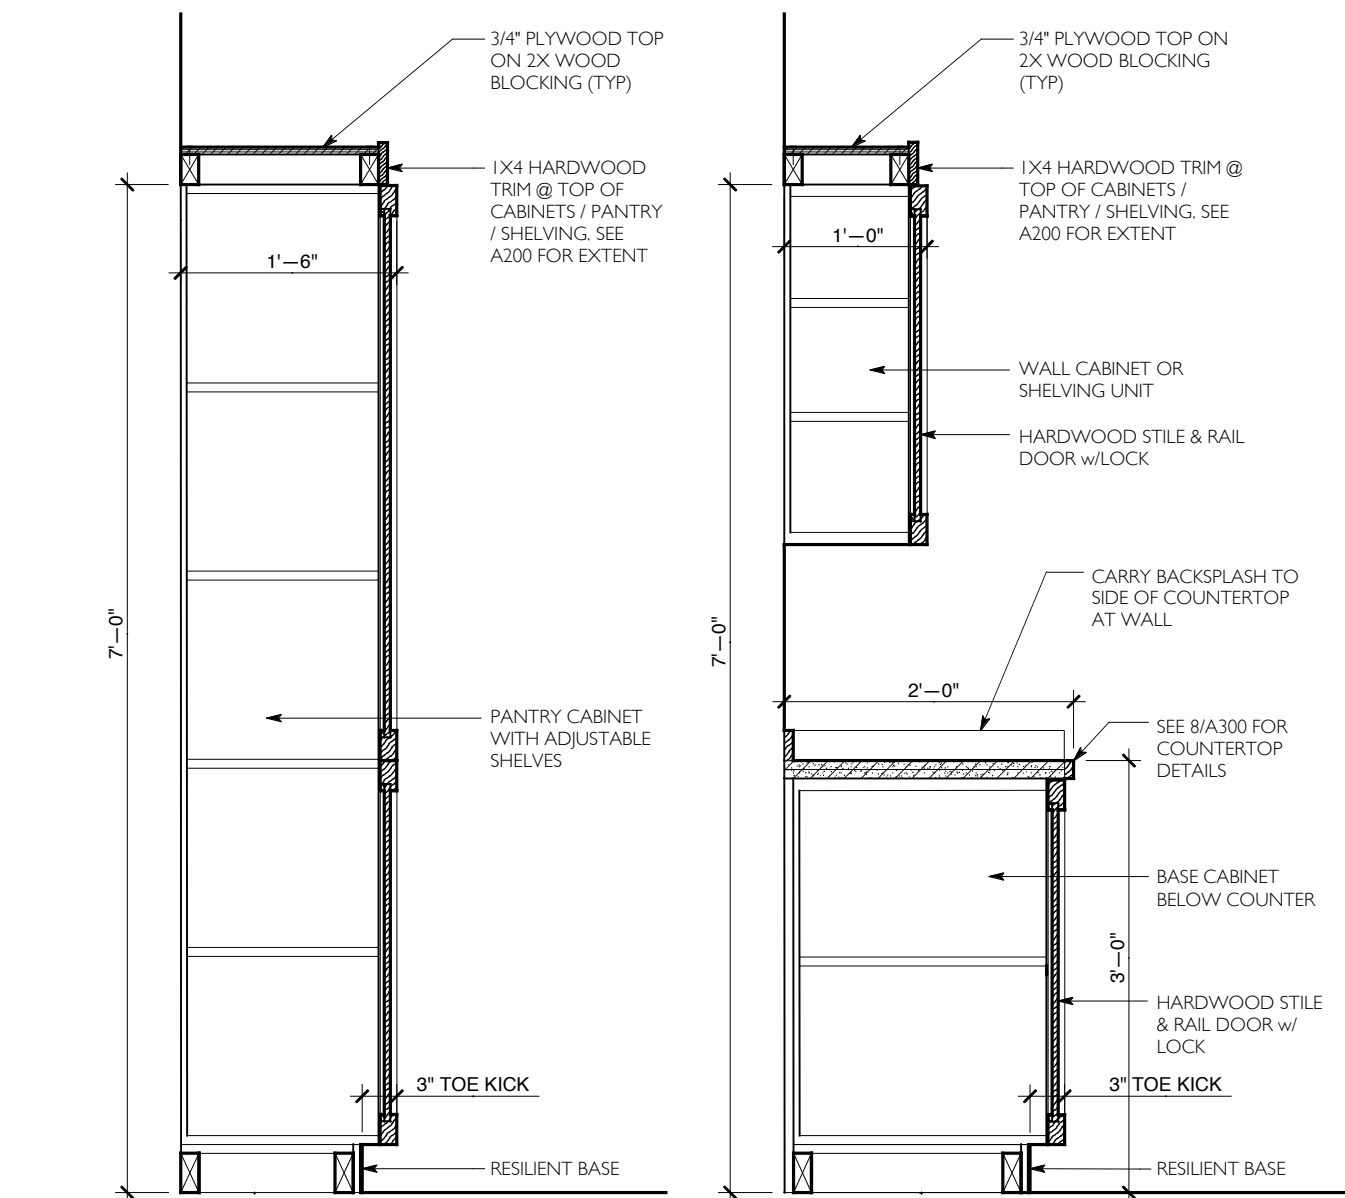 3/4" PLYWOOD TOP
ON 2X WOOD
BLOCKING (TYP)
1X4 HARDWOOD
TRIM @ TOP OF
CABINETS / PANTRY
/ SHELVING. SEE
A200 FOR EXTENT
1'—6"
7'—0"
PANTRY CABINET
WITH ADJUSTABLE
SHELVES
3" TOE KICK
RESILIENT BASE
3/4" PLYWOOD TOP ON
2X WOOD BLOCKING
(TYP)
1X4 HARDWOOD TRIM @
TOP OF CABINETS /
PANTRY / SHELVING. SEE
A200 FOR EXTENT
1'—0"
WALL CABINET OR
SHELVING UNIT
HARDWOOD STILE & RAIL
DOOR w/LOCK
CARRY BACKSPLASH TO
SIDE OF COUNTERTOP
AT WALL
7'—0"
2'—0"
SEE 8/A300 FOR
COUNTERTOP
DETAILS
BASE CABINET
BELOW COUNTER
3'—0"
HARDWOOD STILE
& RAIL DOOR w/
LOCK
3" TOE KICK
RESILIENT BASE